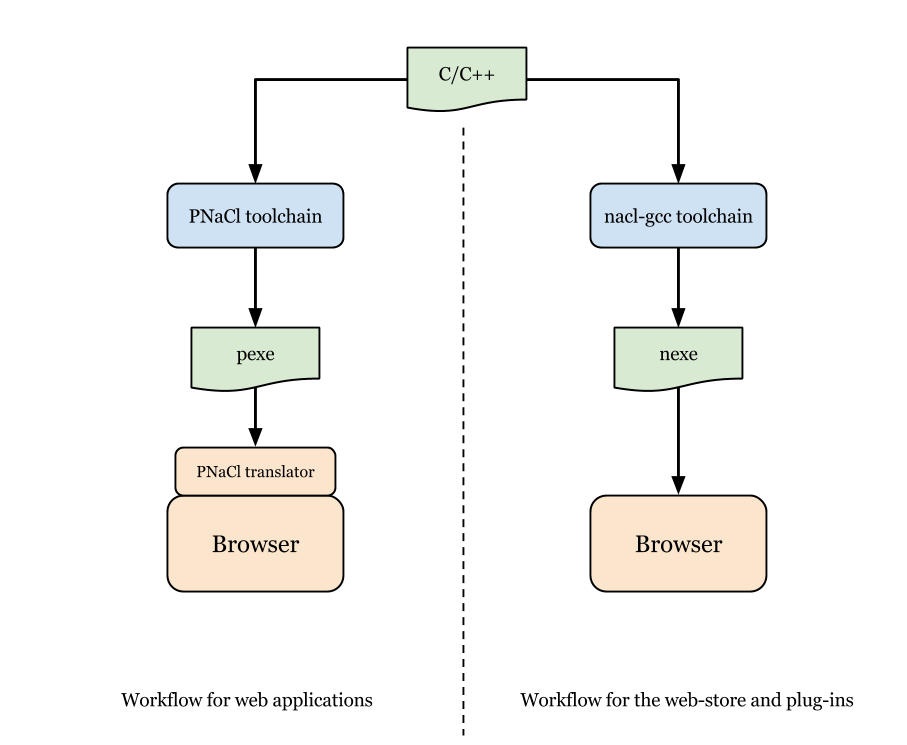 C/C++
PNaCl toolchain
nacl-gcc toolchain
pexe
nexe
PNaCl translator
Browser
Browser
Workflow for web applications
Workflow for the web-store and plug-ins